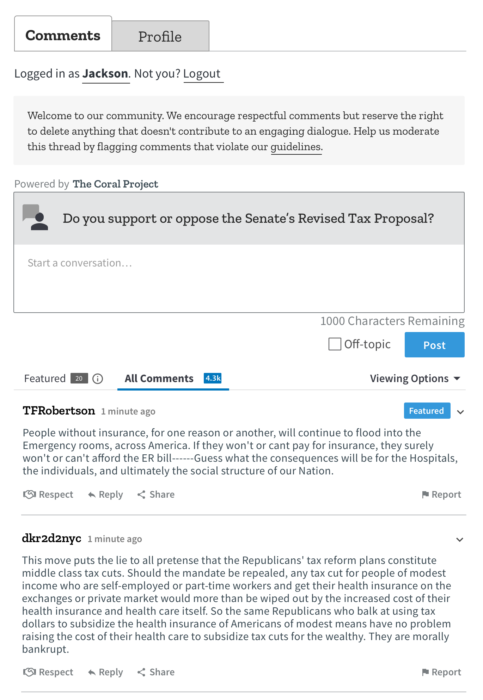 Comments
Profile
Logged in as Jackson. Not you? Logout
Welcome to our community. We encourage respectful comments but reserve the right
to delete anything that doesn't contribute to an engaging dialogue. Help us moderate
this thread by flagging comments that violate our guidelines.
Powered by The Coral Project
Do you support or oppose the Senate's Revised Tax Proposal?
Start a conversation...
1000 Characters Remaining
Off-topic
Post
Featured 20
All Comments 4.3k
Viewing Options
TFRobertson 1 minute ago
Featured
People without insurance, for one reason or another, will continue to flood into the
Emergency rooms, across America. If they won't or cant pay for insurance, they surely
won't or can't afford the ER bill------Guess what the consequences will be for the Hospitals,
the individuals, and ultimately the social structure of our Nation.
Respect Reply Share Report
dkr2d2nyc 1 minute ago
This move puts the lie to all pretense that the Republicans' tax reform plans constitute
middle class tax cuts. Should the mandate be repealed, any tax cut for people of modest
income who are self-employed or part-time workers and get their health insurance on the
exchanges or private market would more than be wiped out by the increased cost of their
health insurance and health care itself. So the same Republicans who balk at using tax
dollars to subsidize the health insurance of Americans of modest means have no problem
raising the cost of their health care to subsidize tax cuts for the wealthy. They are morally
bankrupt.
Respect Reply Share Report